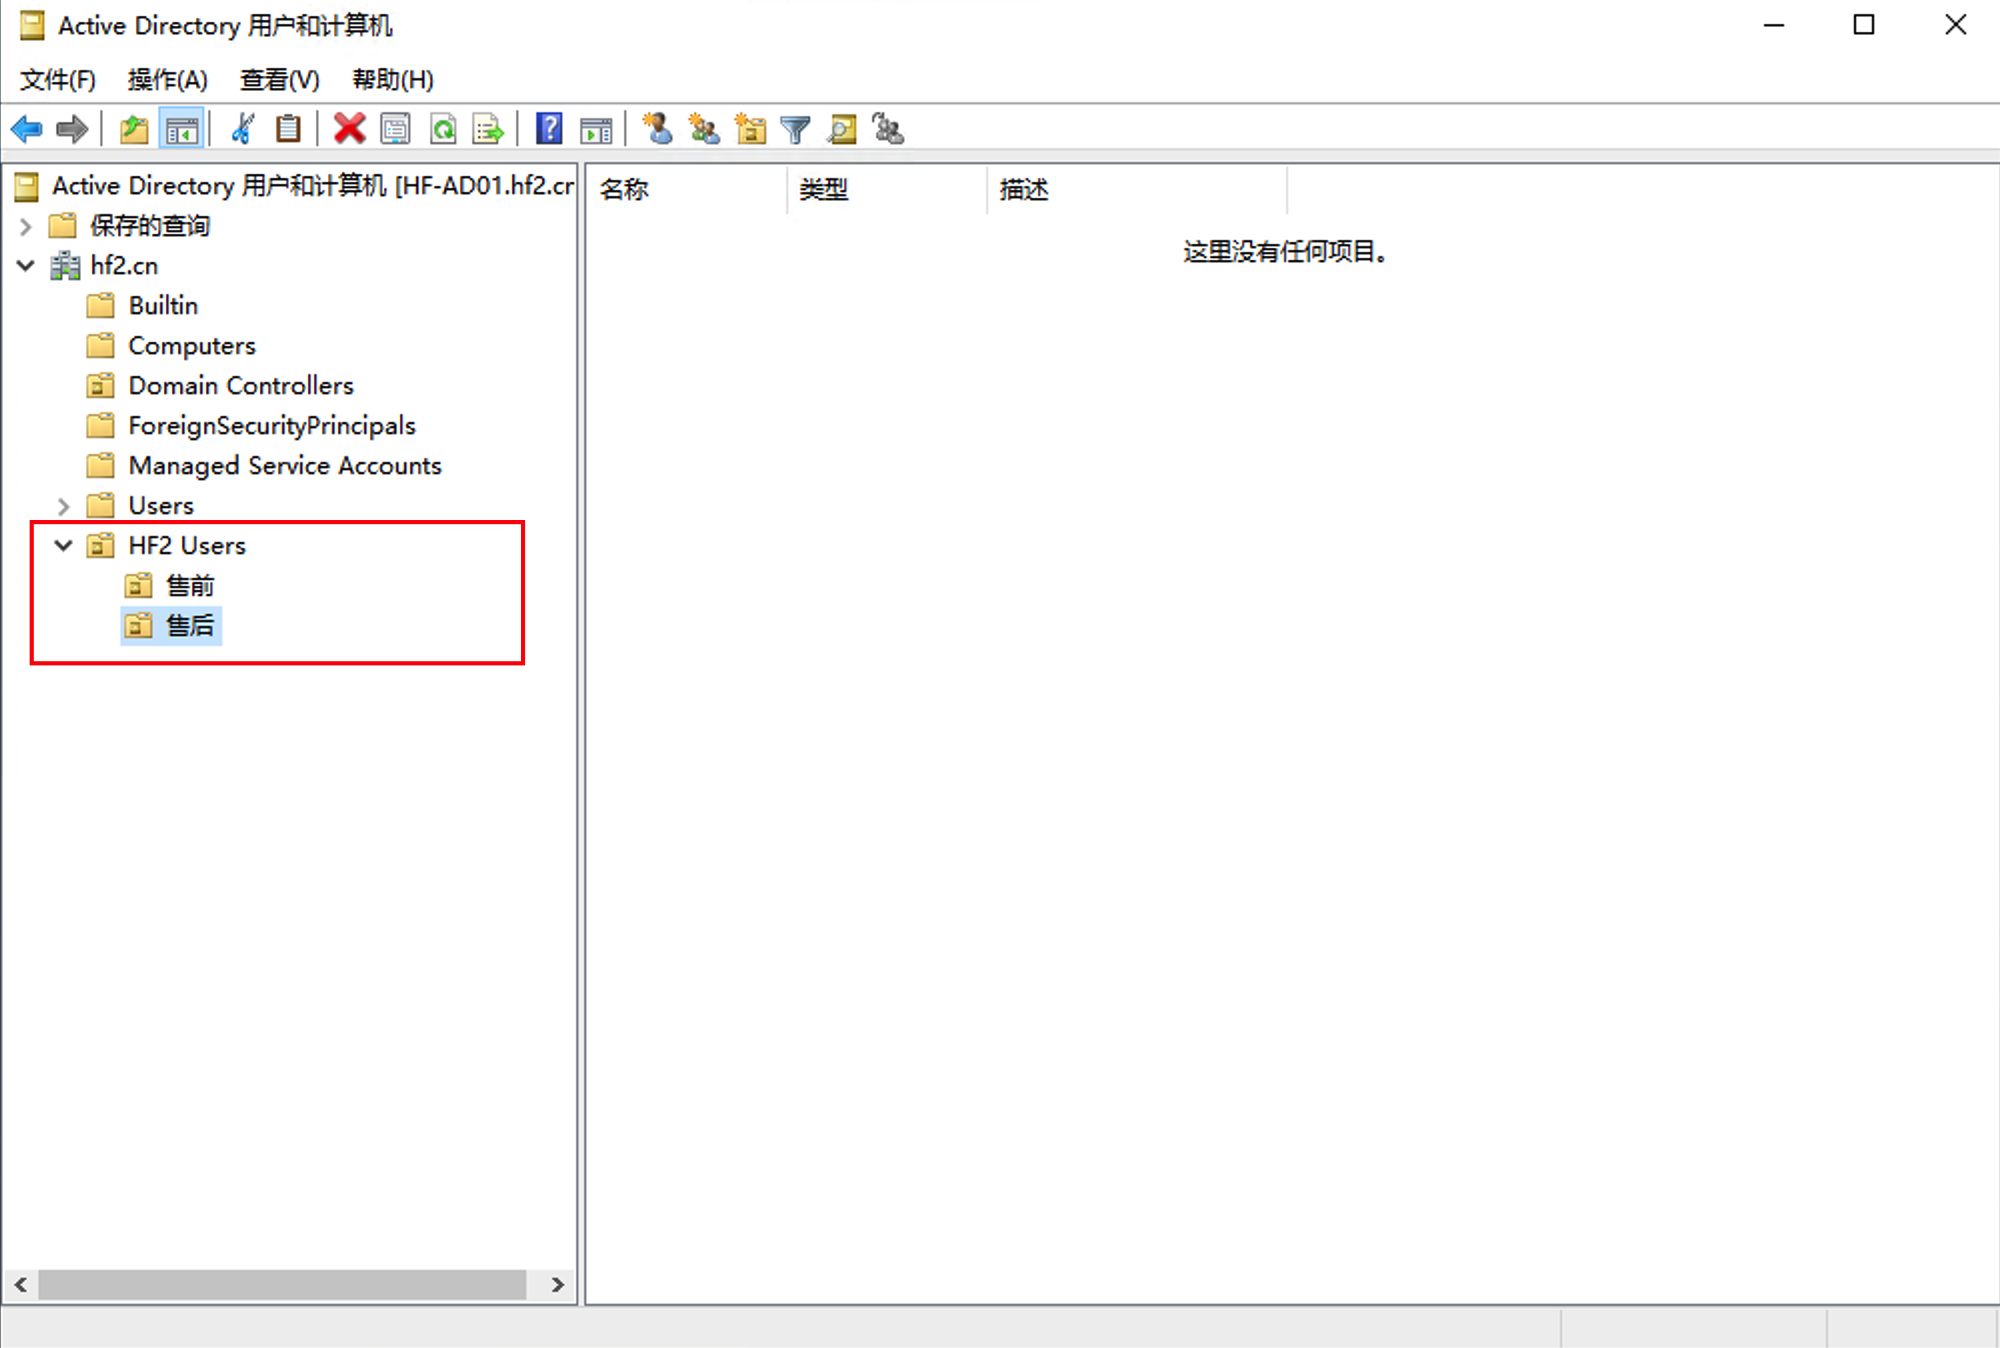 Active Directory 用户和计算机
文件(F) 操作(A) 查看(V) 帮助(H)
Active Directory 用户和计算机 [HF-AD01.hf2.cr
保存的查询
hf2.cn
Builtin
Computers
Domain Controllers
ForeignSecurityPrincipals
Managed Service Accounts
Users
HF2 Users
售前
售后
名称 类型 描述
这里没有任何项目。